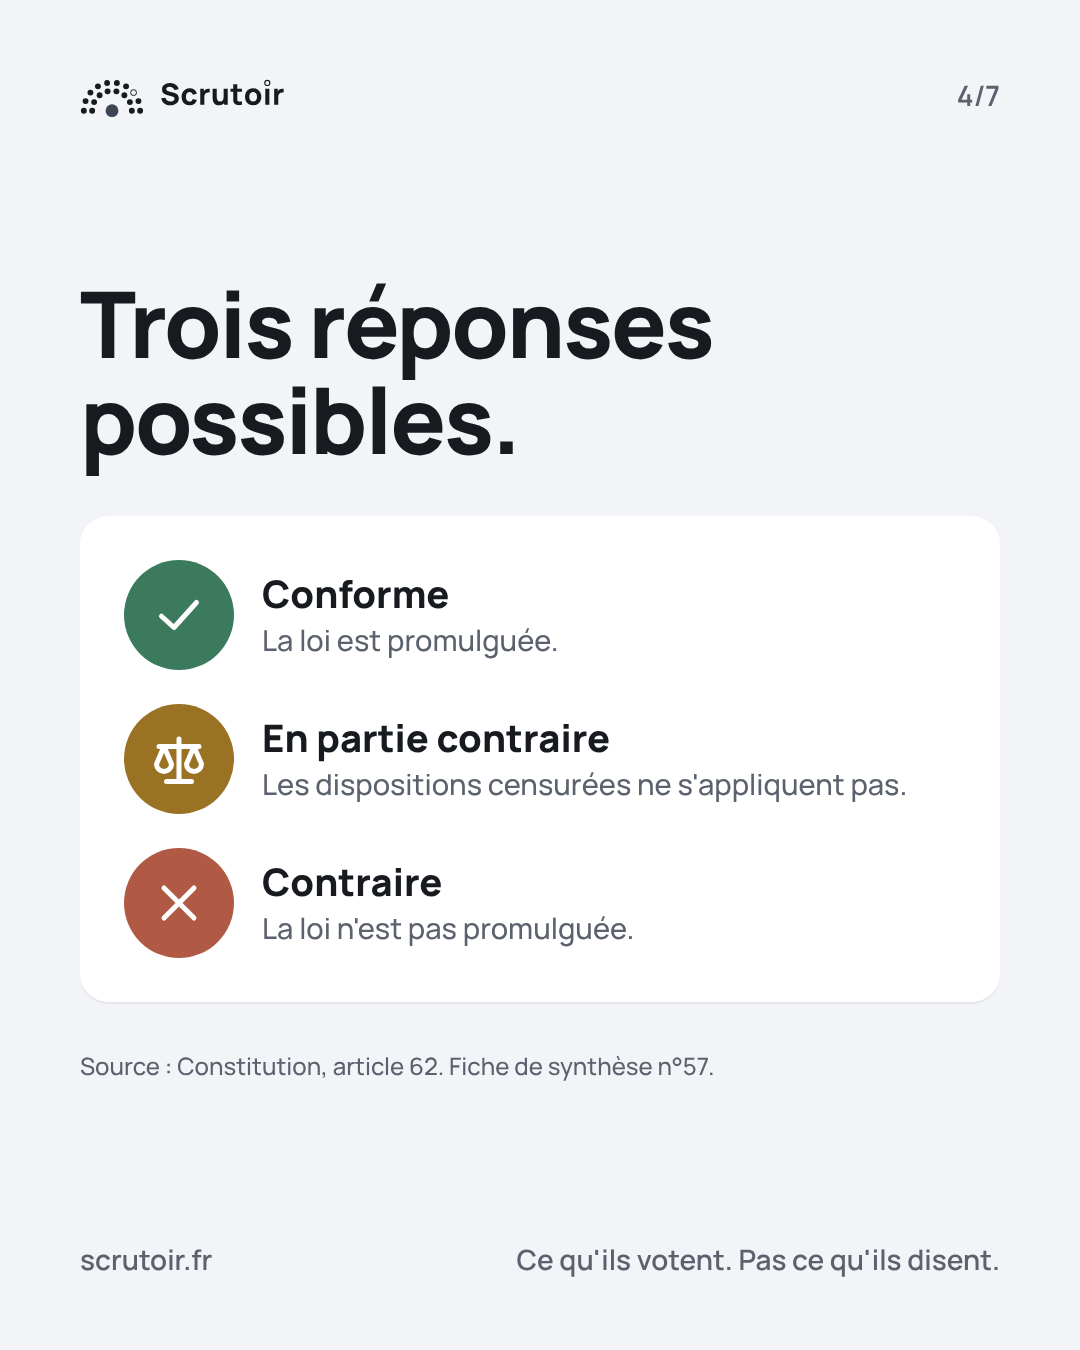 Scrutoir
4/7
Trois réponses
possibles.
Conforme
La loi est promulguée.
En partie contraire
Les dispositions censurées ne s'appliquent pas.
Contraire
La loi n'est pas promulguée.
Source : Constitution, article 62. Fiche de synthèse n°57.
scrutoir.fr
Ce qu'ils votent. Pas ce qu'ils disent.